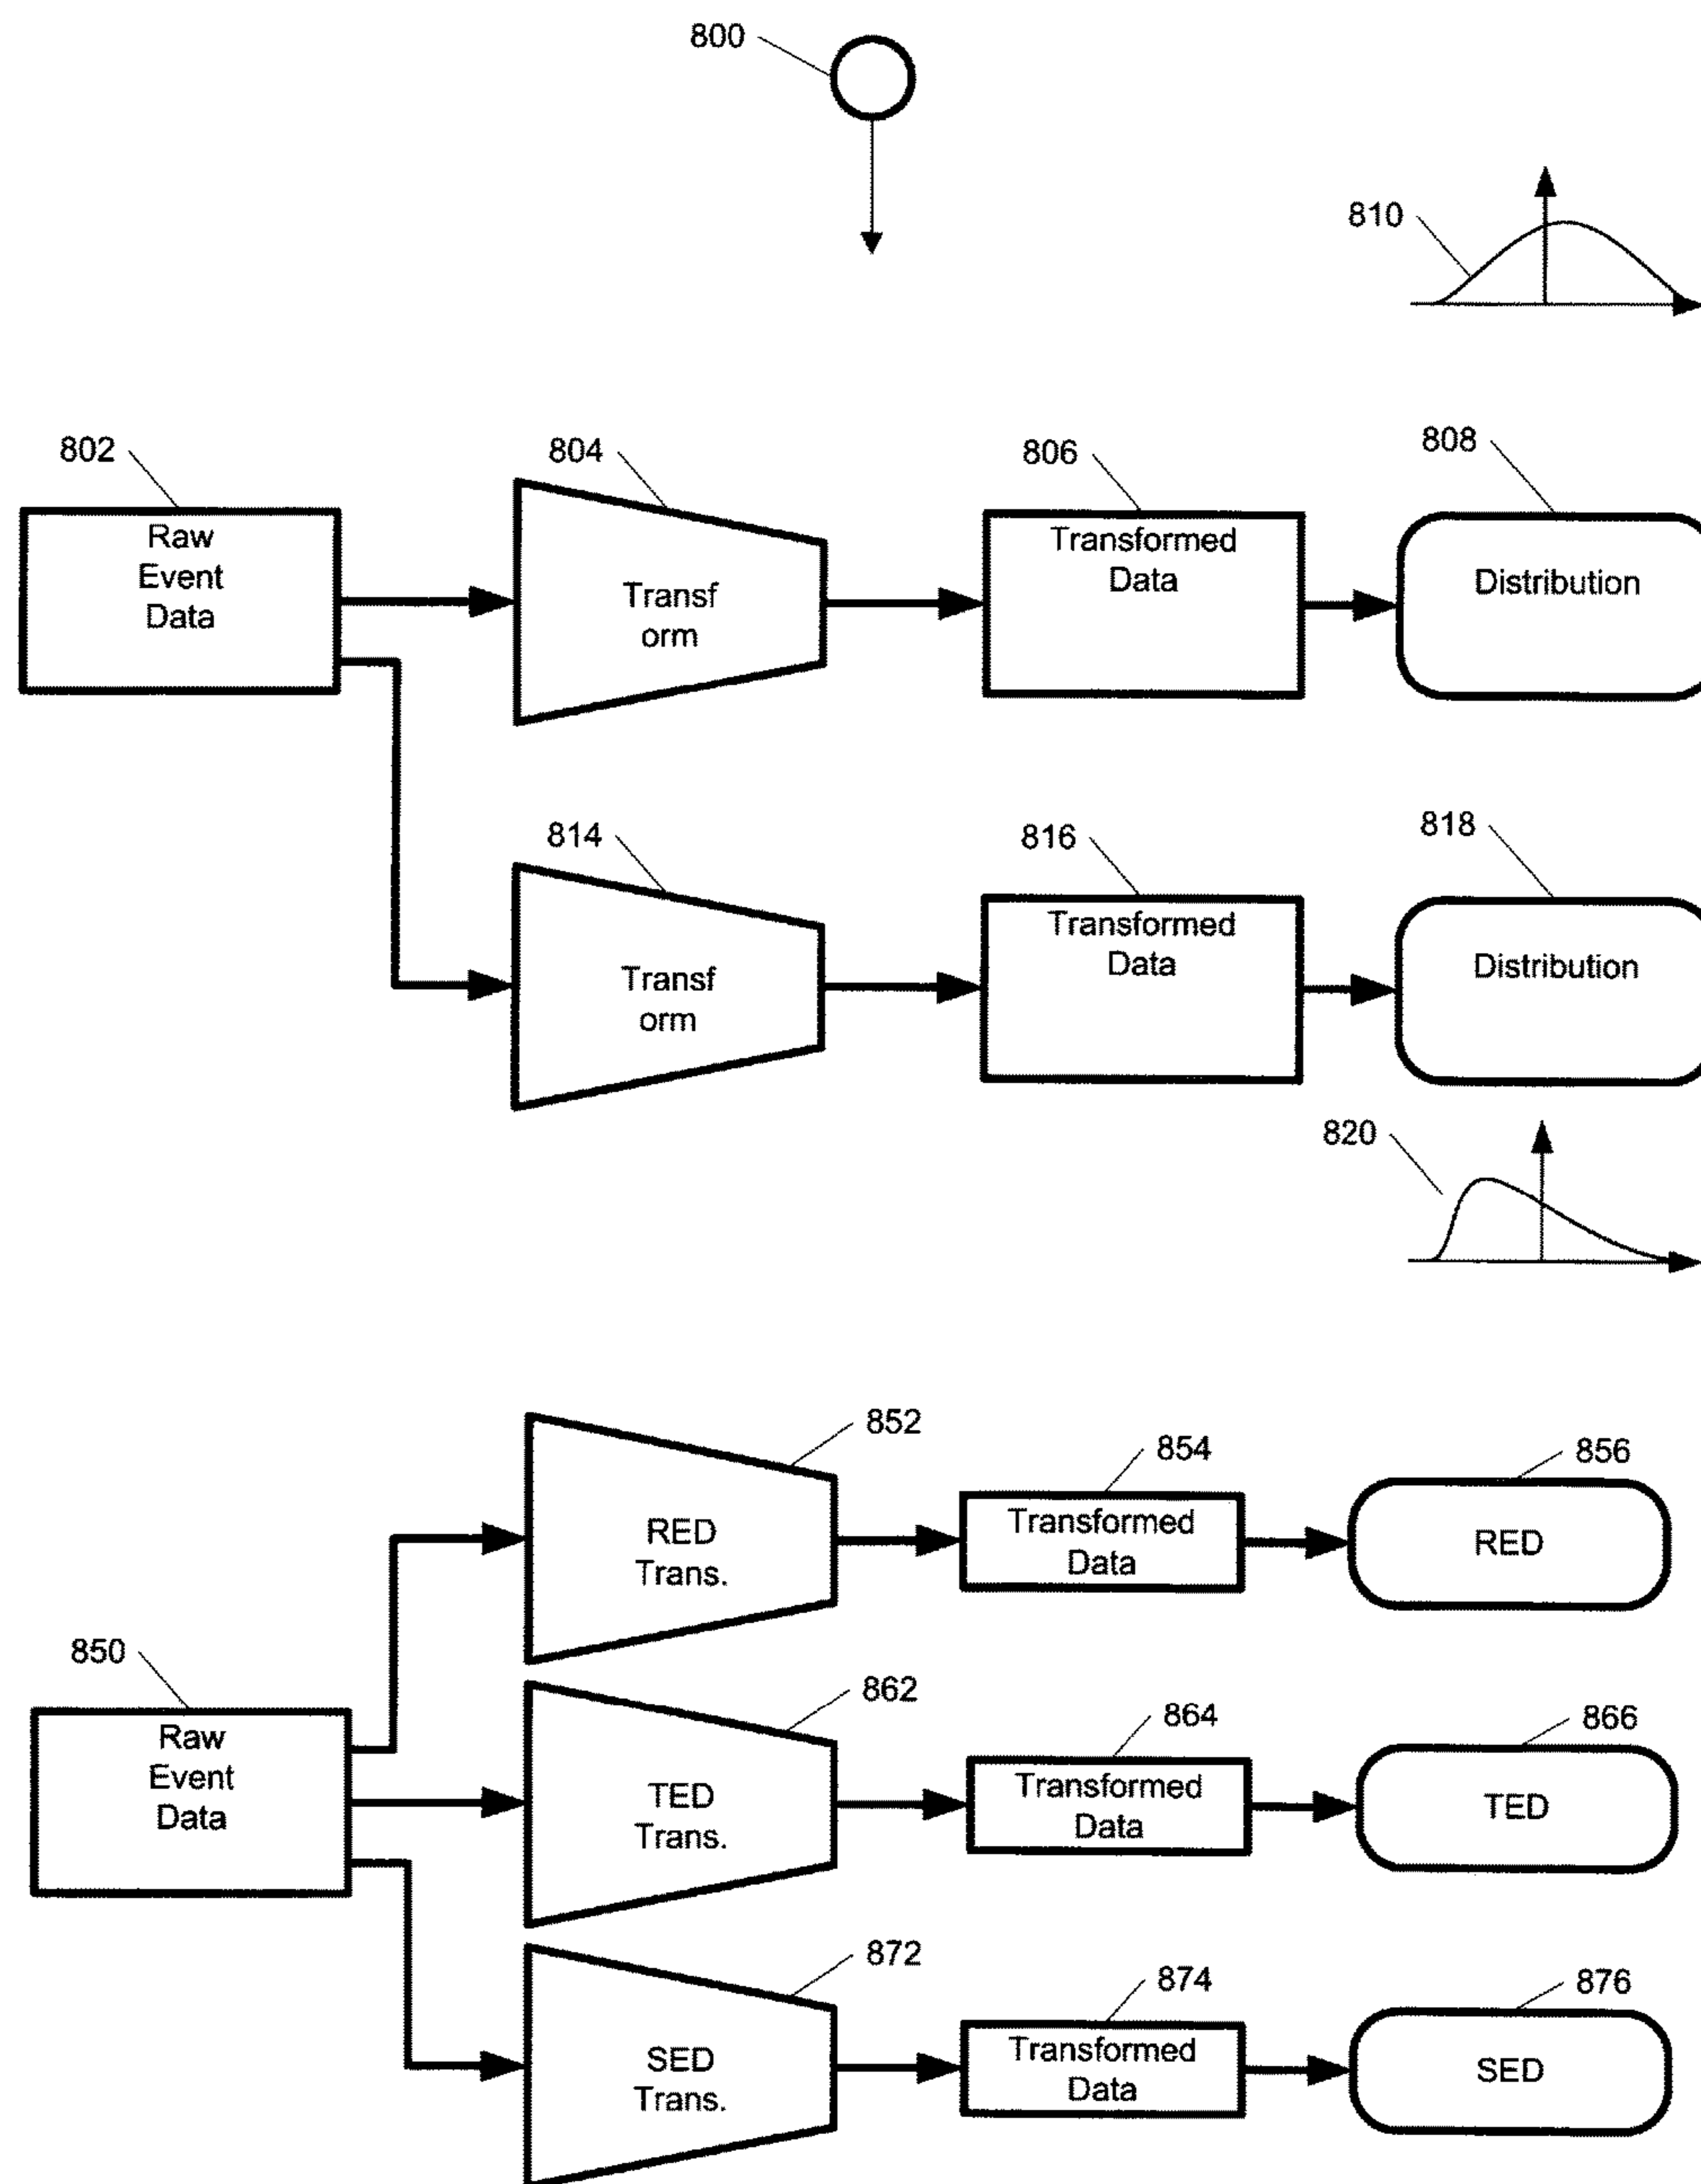 800
810
802
804
806
808
Raw
Event
Data
Transf
orm
Transformed
Data
Distribution
814
816
818
Transf
orm
Transformed
Data
Distribution
820
852
854
856
RED
Trans.
Transformed
Data
RED
850
Raw
Event
Data
862
864
866
TED
Trans.
Transformed
Data
TED
872
874
876
SED
Trans.
Transformed
Data
SED